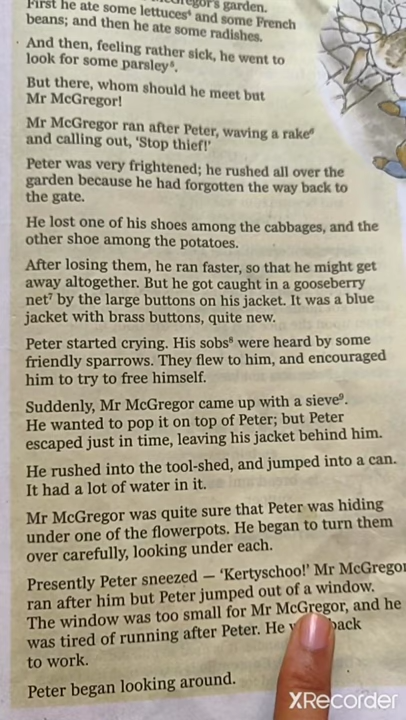 First he ate some lettuces⁴ and some French
beans; and then he ate some radishes.
And then, feeling rather sick, he went to
look for some parsley⁵.
But there, whom should he meet but
Mr McGregor!
Mr McGregor ran after Peter, waving a rake⁶
and calling out, ‘Stop thief!’
Peter was very frightened; he rushed all over the
garden because he had forgotten the way back to
the gate.
He lost one of his shoes among the cabbages, and the
other shoe among the potatoes.
After losing them, he ran faster, so that he might get
away altogether. But he got caught in a gooseberry
net⁷ by the large buttons on his jacket. It was a blue
jacket with brass buttons, quite new.
Peter started crying. His sobs⁸ were heard by some
friendly sparrows. They flew to him, and encouraged
him to try to free himself.
Suddenly, Mr McGregor came up with a sieve⁹.
He wanted to pop it on top of Peter; but Peter
escaped just in time, leaving his jacket behind him.
He rushed into the tool-shed, and jumped into a can.
It had a lot of water in it.
Mr McGregor was quite sure that Peter was hiding
under one of the flowerpots. He began to turn them
over carefully, looking under each.
Presently Peter sneezed — ‘Kertyschoo!’ Mr McGregor
ran after him but Peter jumped out of a window.
The window was too small for Mr McGregor, and he
was tired of running after Peter. He back
to work.
Peter began looking around.
XRecorder